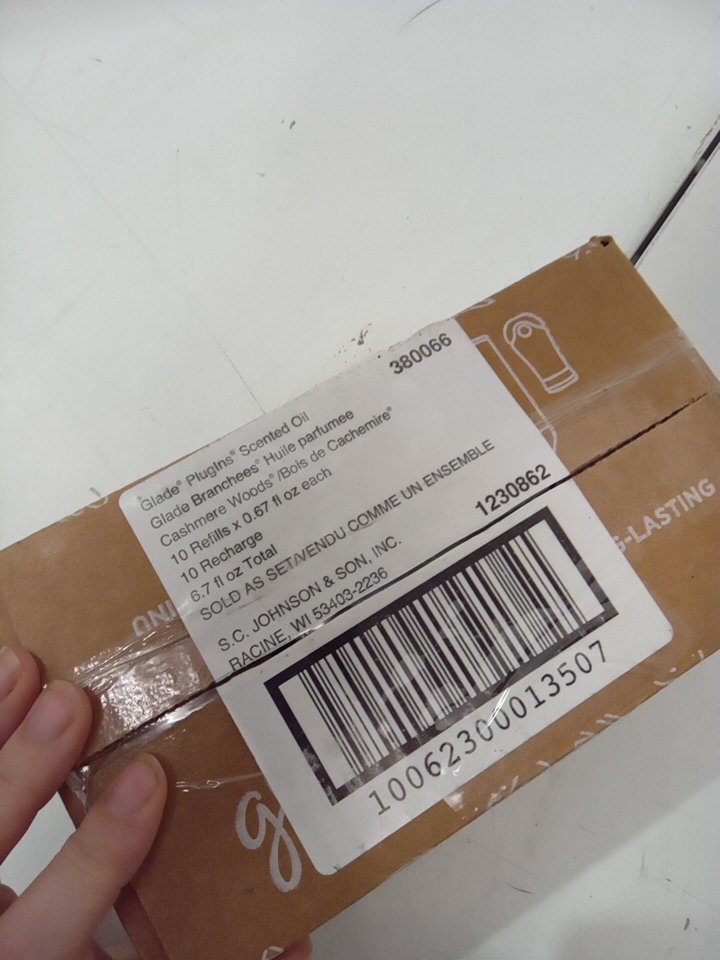 380066
Glade® PlugIns® Scented Oil
Glade Branchees® Huile parfumee
Cashmere Woods®/Bois de Cachemire®
10 Refills x 0.67 fl oz each
10 Recharge
6.7 fl oz Total
SOLD AS SET/VENDU COMME UN ENSEMBLE
1230862
S.C. JOHNSON & SON, INC.
RACINE, WI 53403-2236
10062300013507
UNI
G-LASTING
g